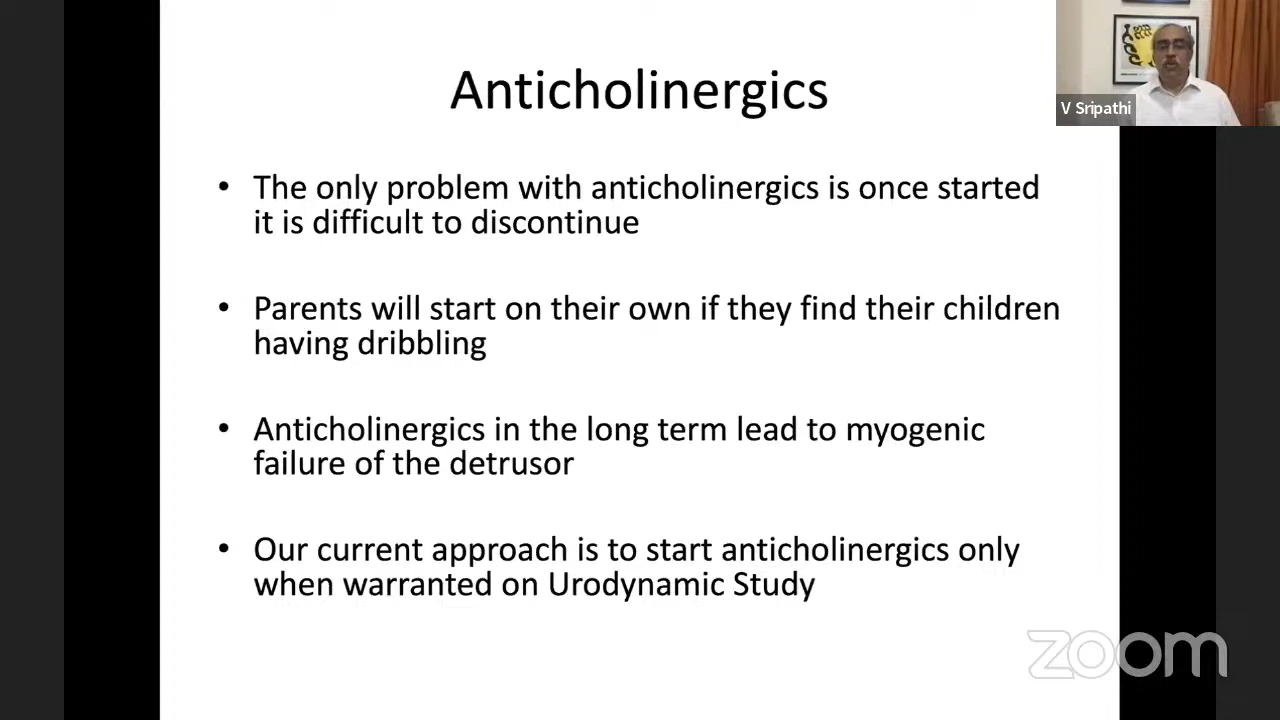 Anticholinergics
V Sripathi
• The only problem with anticholinergics is once started
it is difficult to discontinue
• Parents will start on their own if they find their children
having dribbling
• Anticholinergics in the long term lead to myogenic
failure of the detrusor
• Our current approach is to start anticholinergics only
when warranted on Urodynamic Study
zoom